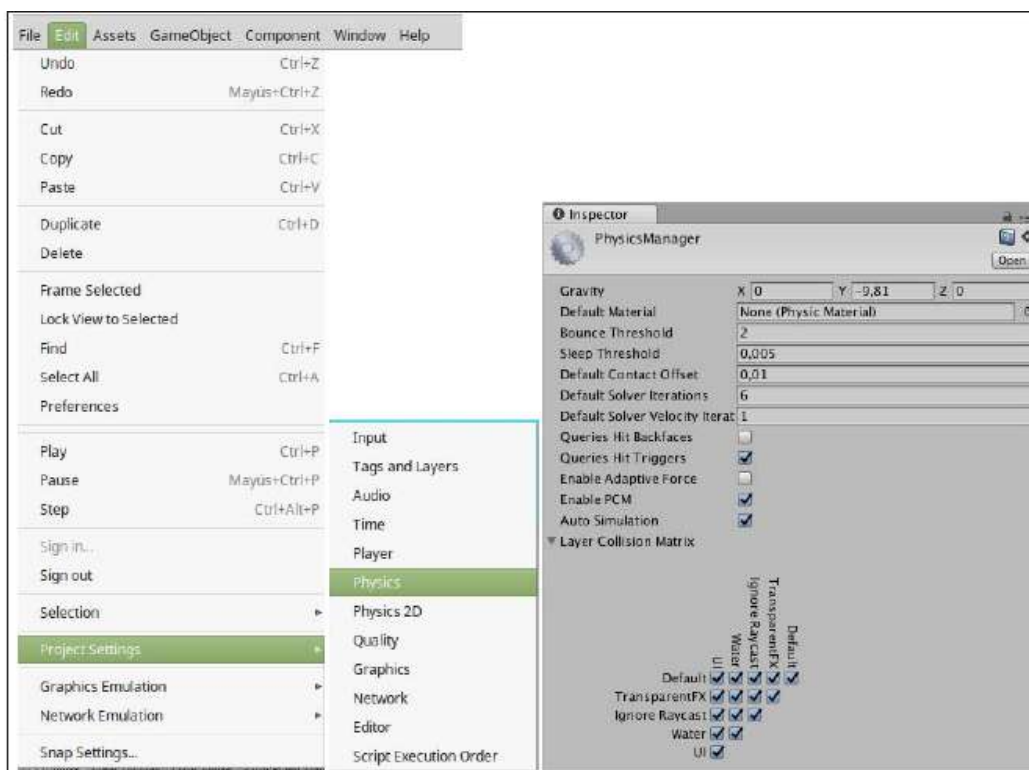 File Edit Assets GameObject Component Window Help
Undo Ctrl+Z
Redo Mayús+Ctrl+Z
Cut Ctrl+X
Copy Ctrl+C
Paste Ctrl+V
Duplicate Ctrl+D
Delete
Frame Selected
Lock View to Selected
Find Ctrl+F
Select All Ctrl+A
Preferences
Play Ctrl+P
Pause Mayús+Ctrl+P
Step Ctrl+Alt+P
Sign in...
Sign out
Selection
Project Settings
Graphics Emulation
Network Emulation
Snap Settings...
Input
Tags and Layers
Audio
Time
Player
Physics
Physics 2D
Quality
Graphics
Network
Editor
Script Execution Order
Inspector
PhysicsManager
Open
Gravity X 0 Y -9,81 Z 0
Default Material None (Physic Material)
Bounce Threshold 2
Sleep Threshold 0,005
Default Contact Offset 0,01
Default Solver Iterations 6
Default Solver Velocity Iterat 1
Queries Hit Backfaces
Queries Hit Triggers
Enable Adaptive Force
Enable PCM
Auto Simulation
Layer Collision Matrix
UI
Water
Ignore Raycast
TransparentFX
Default
Default
TransparentFX
Ignore Raycast
Water
UI